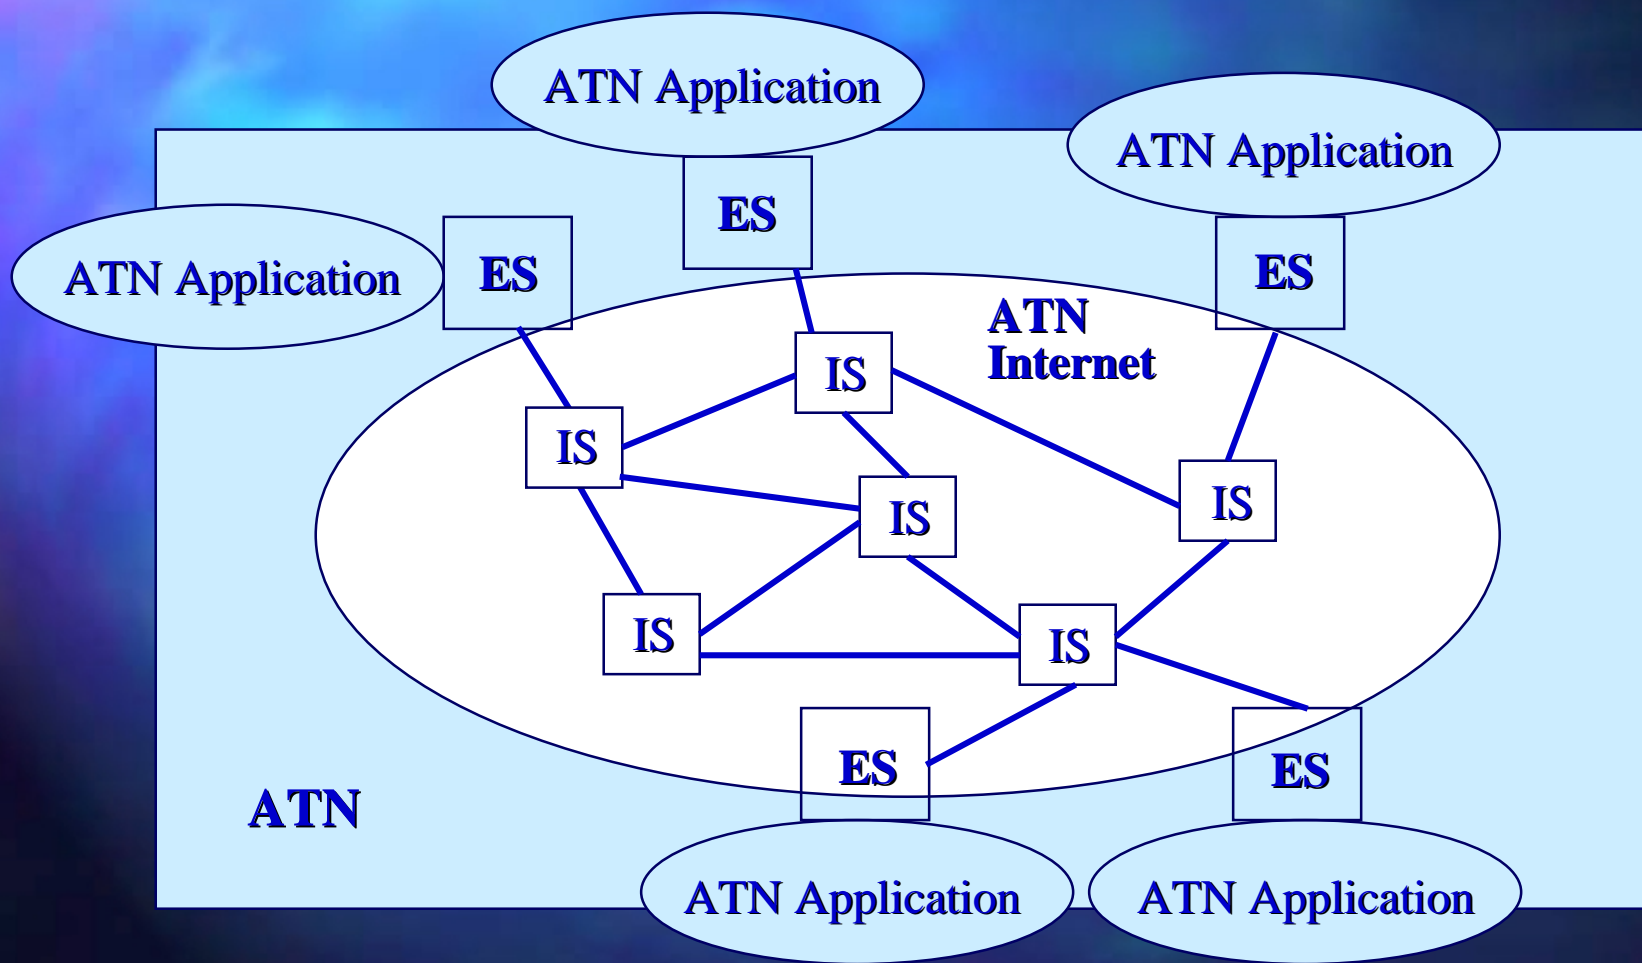 ATN Application
ATN Application
ES
ATN Application
ES
ES
ATN
Internet
IS
IS
IS
IS
IS
IS
ES
ES
ATN
ATN Application
ATN Application